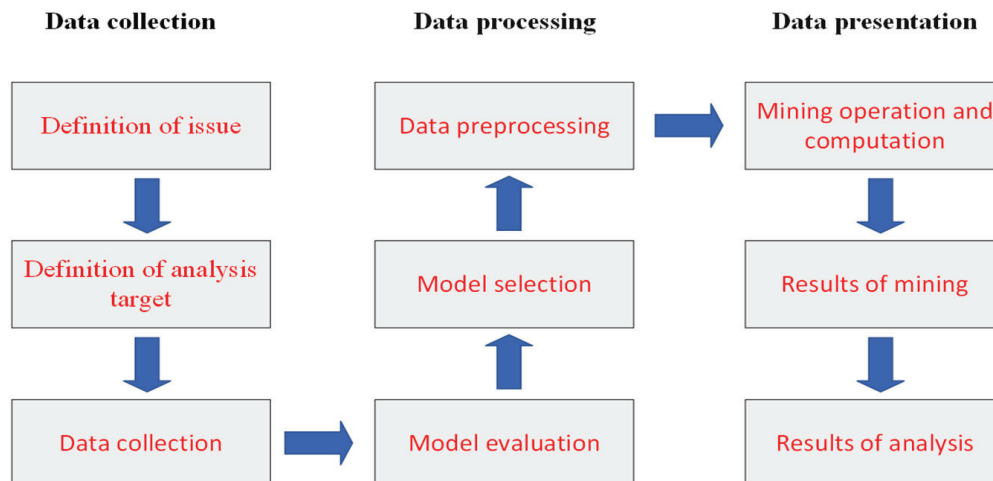 Data collection
Data processing
Data presentation
Definition of issue
Data preprocessing
Mining operation and
computation
Definition of analysis
target
Model selection
Results of mining
Data collection
Model evaluation
Results of analysis